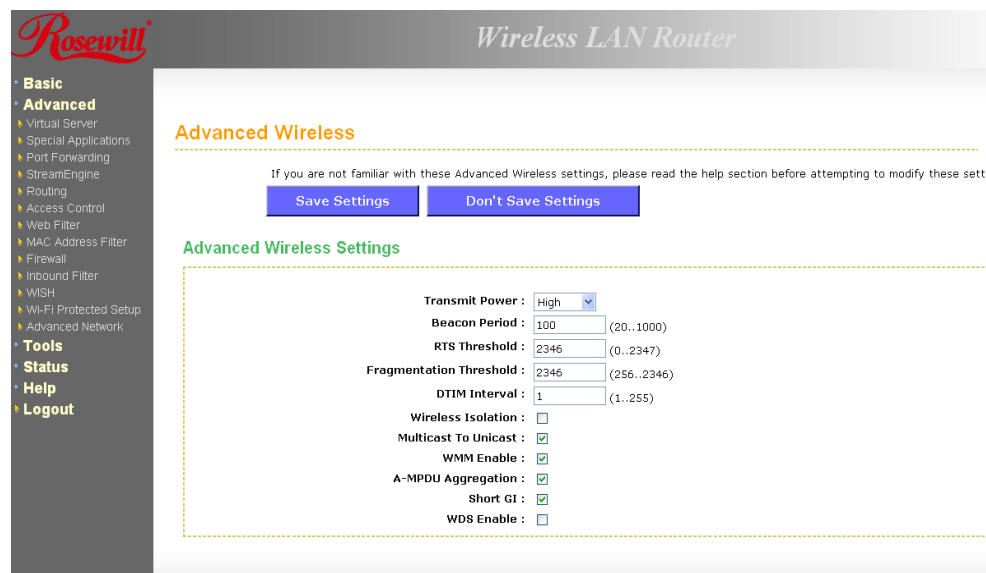 Rosewill
Wireless LAN Router
Basic
Advanced
Virtual Server
Special Applications
Port Forwarding
StreamEngine
Routing
Access Control
Web Filter
MAC Address Filter
Firewall
Inbound Filter
WISH
Wi-Fi Protected Setup
Advanced Network
Tools
Status
Help
Logout
Advanced Wireless
If you are not familiar with these Advanced Wireless settings, please read the help section before attempting to modify these sett
Save Settings Don't Save Settings
Advanced Wireless Settings
Transmit Power : High
Beacon Period : 100 (20..1000)
RTS Threshold : 2346 (0..2347)
Fragmentation Threshold : 2346 (256..2346)
DTIM Interval : 1 (1..255)
Wireless Isolation :
Multicast To Unicast :
WMM Enable :
A-MPDU Aggregation :
Short GI :
WDS Enable :